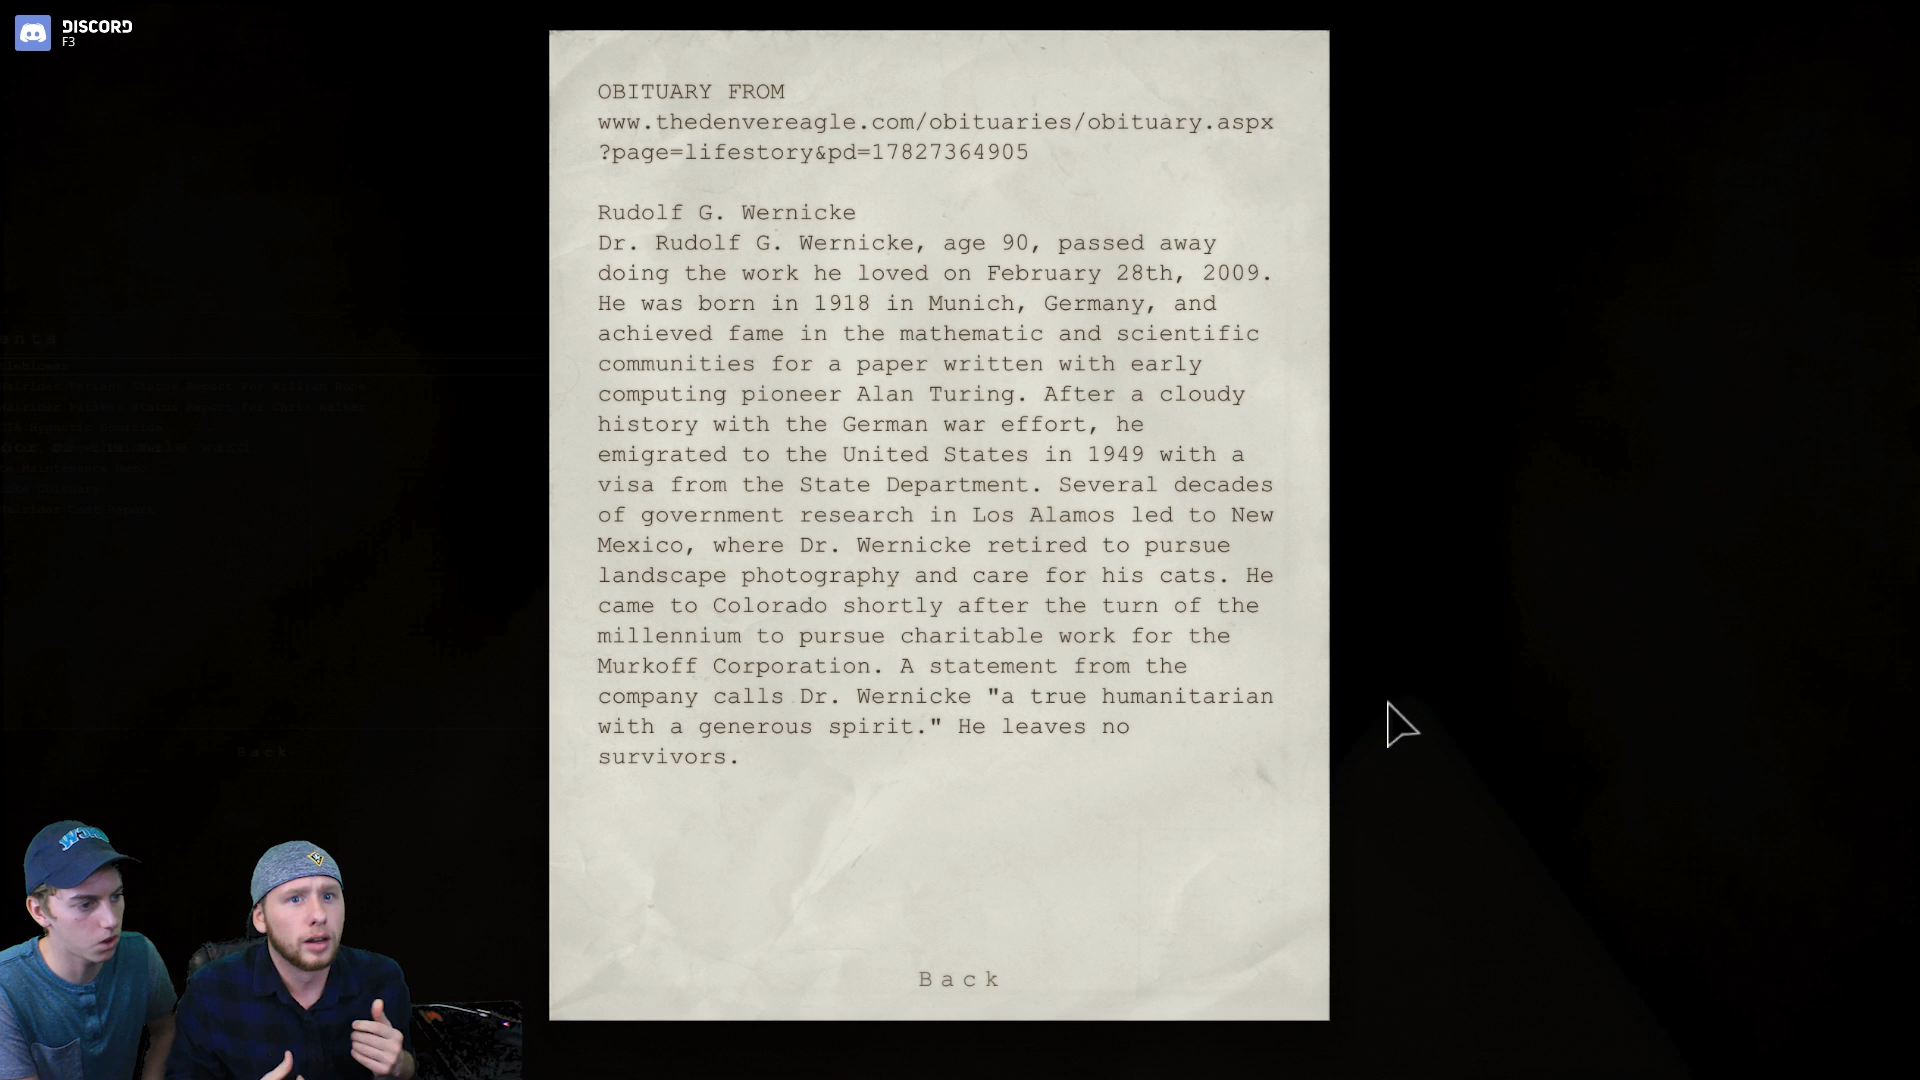 DISCORD
F3
OBITUARY FROM
www.thedenvereagle.com/obituaries/obituary.aspx
?page=lifestory&pd=17827364905
Rudolf G. Wernicke
Dr. Rudolf G. Wernicke, age 90, passed away
doing the work he loved on February 28th, 2009.
He was born in 1918 in Munich, Germany, and
achieved fame in the mathematic and scientific
communities for a paper written with early
computing pioneer Alan Turing. After a cloudy
history with the German war effort, he
emigrated to the United States in 1949 with a
visa from the State Department. Several decades
of government research in Los Alamos led to New
Mexico, where Dr. Wernicke retired to pursue
landscape photography and care for his cats. He
came to Colorado shortly after the turn of the
millennium to pursue charitable work for the
Murkoff Corporation. A statement from the
company calls Dr. Wernicke "a true humanitarian
with a generous spirit." He leaves no
survivors.
Back
Back